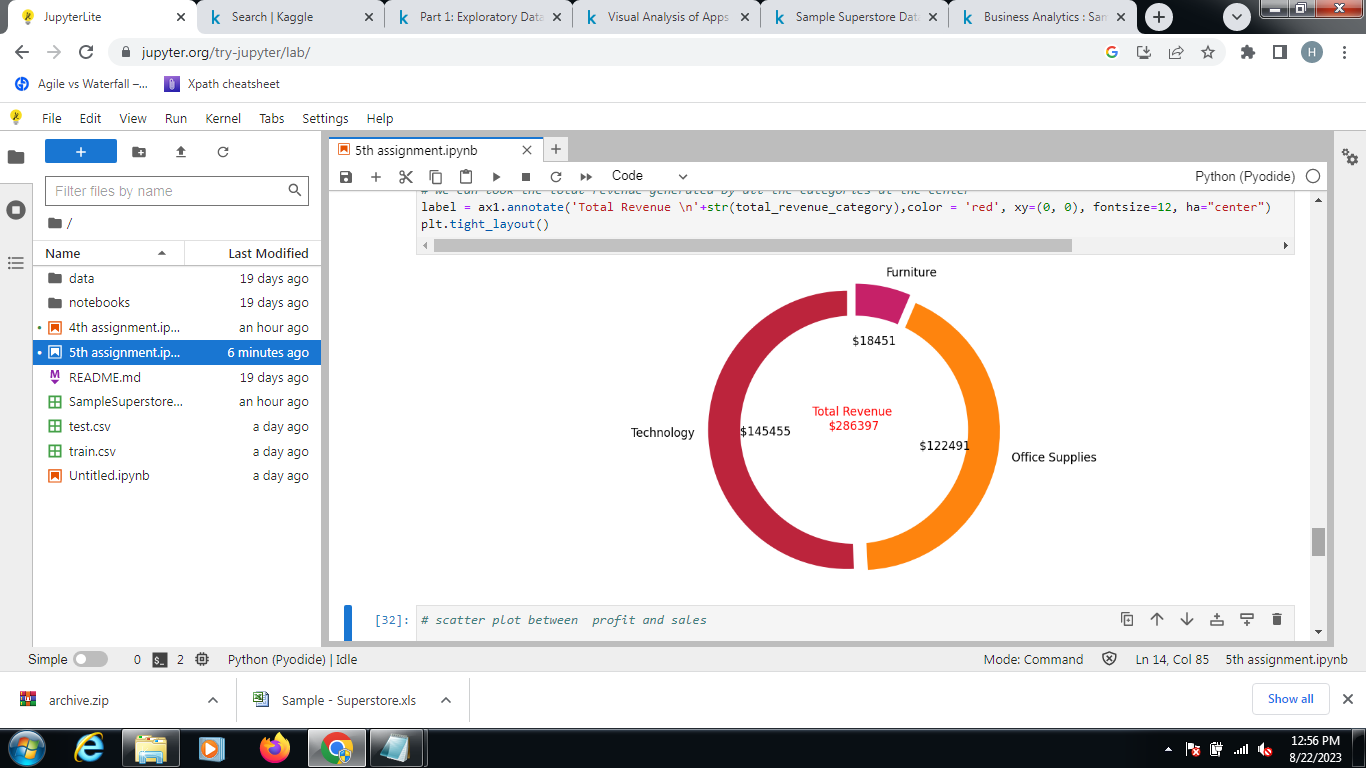 JupyterLite
Search | Kaggle
Part 1: Exploratory Data
Visual Analysis of Apps
Sample Superstore Data
Business Analytics : Sam
jupyter.org/try-jupyter/lab/
H
Agile vs Waterfall –...
Xpath cheatsheet
File Edit View Run Kernel Tabs Settings Help
5th assignment.ipynb
Filter files by name
Code
Python (Pyodide)
/
Name Last Modified
data 19 days ago
notebooks 19 days ago
4th assignment.ip... an hour ago
5th assignment.ip... 6 minutes ago
README.md 19 days ago
SampleSuperstore... an hour ago
test.csv a day ago
train.csv a day ago
Untitled.ipynb a day ago
# we can look the total revenue generated by all the categories at the center
label = ax1.annotate('Total Revenue \n'+str(total_revenue_category),color = 'red', xy=(0, 0), fontsize=12, ha="center")
plt.tight_layout()
Furniture
$18451
Total Revenue
$286397
Technology
$145455
$122491
Office Supplies
[32]: # scatter plot between  profit and sales
Simple 0 2 Python (Pyodide) | Idle Mode: Command Ln 14, Col 85 5th assignment.ipynb
archive.zip
Sample - Superstore.xls
Show all
12:56 PM
8/22/2023